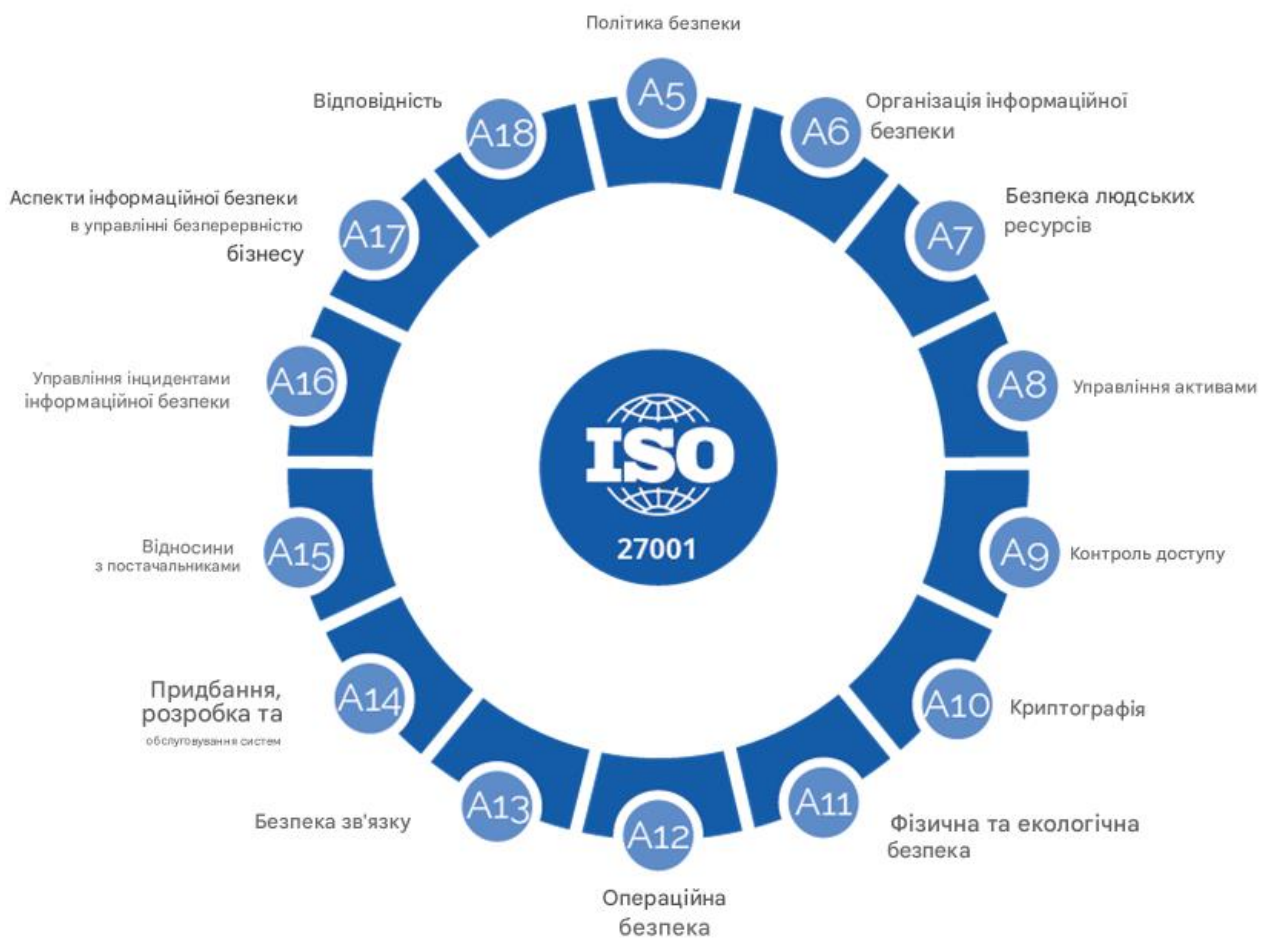 Політика безпеки
A5
Відповідність
A18
A6
Організація інформаційної
безпеки
Аспекти інформаційної безпеки
в управлінні безперервністю
бізнесу
A17
A7
Безпека людських
ресурсів
Управління інцидентами
інформаційної безпеки
A16
A8
Управління активами
ISO
27001
Відносини
з постачальниками
A15
A9
Контроль доступу
Придбання,
розробка та
обслуговування систем
A14
A10
Криптографія
Безпека зв'язку
A13
A12
A11
Фізична та екологічна
безпека
Операційна
безпека